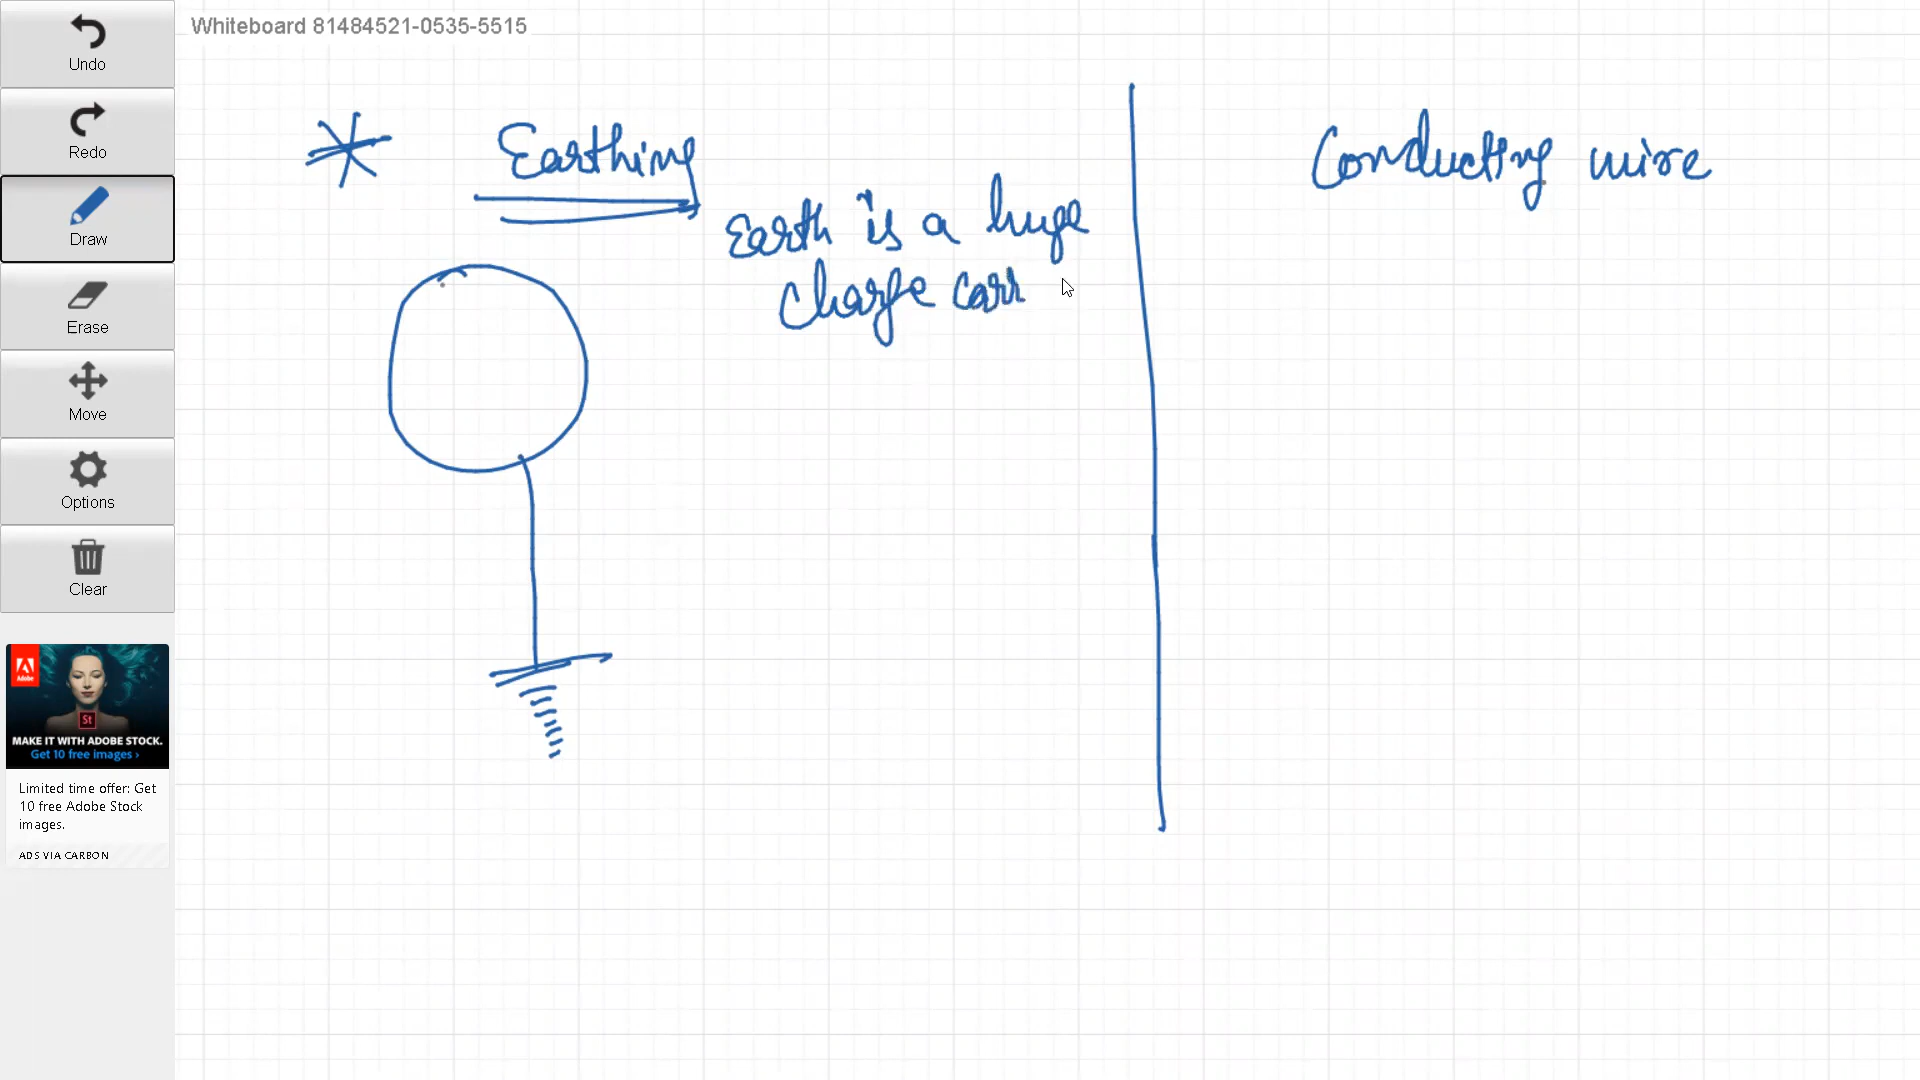 Whiteboard 81484521-0535-5515
Undo
Redo
Draw
Erase
Move
Options
Clear
Earthing
Earth is a huge
charge carr
Conducting wire
Adobe
St
MAKE IT WITH ADOBE STOCK.
Get 10 free images ›
Limited time offer: Get
10 free Adobe Stock
images.
ADS VIA CARBON